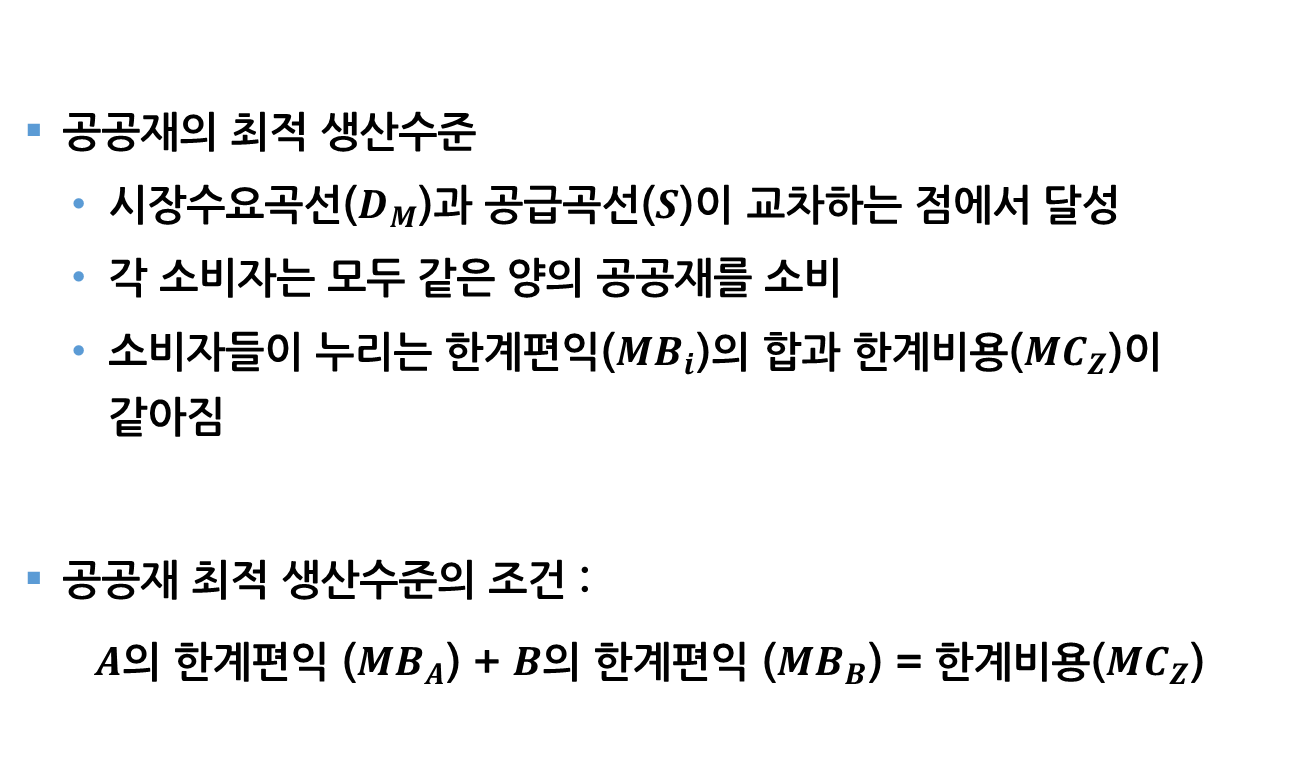 ▪ 공공재의 최적 생산수준
• 시장수요곡선(D_M)과 공급곡선(S)이 교차하는 점에서 달성
• 각 소비자는 모두 같은 양의 공공재를 소비
• 소비자들이 누리는 한계편익(MB_i)의 합과 한계비용(MC_Z)이
같아짐
▪ 공공재 최적 생산수준의 조건 :
A의 한계편익 (MB_A) + B의 한계편익 (MB_B) = 한계비용(MC_Z)